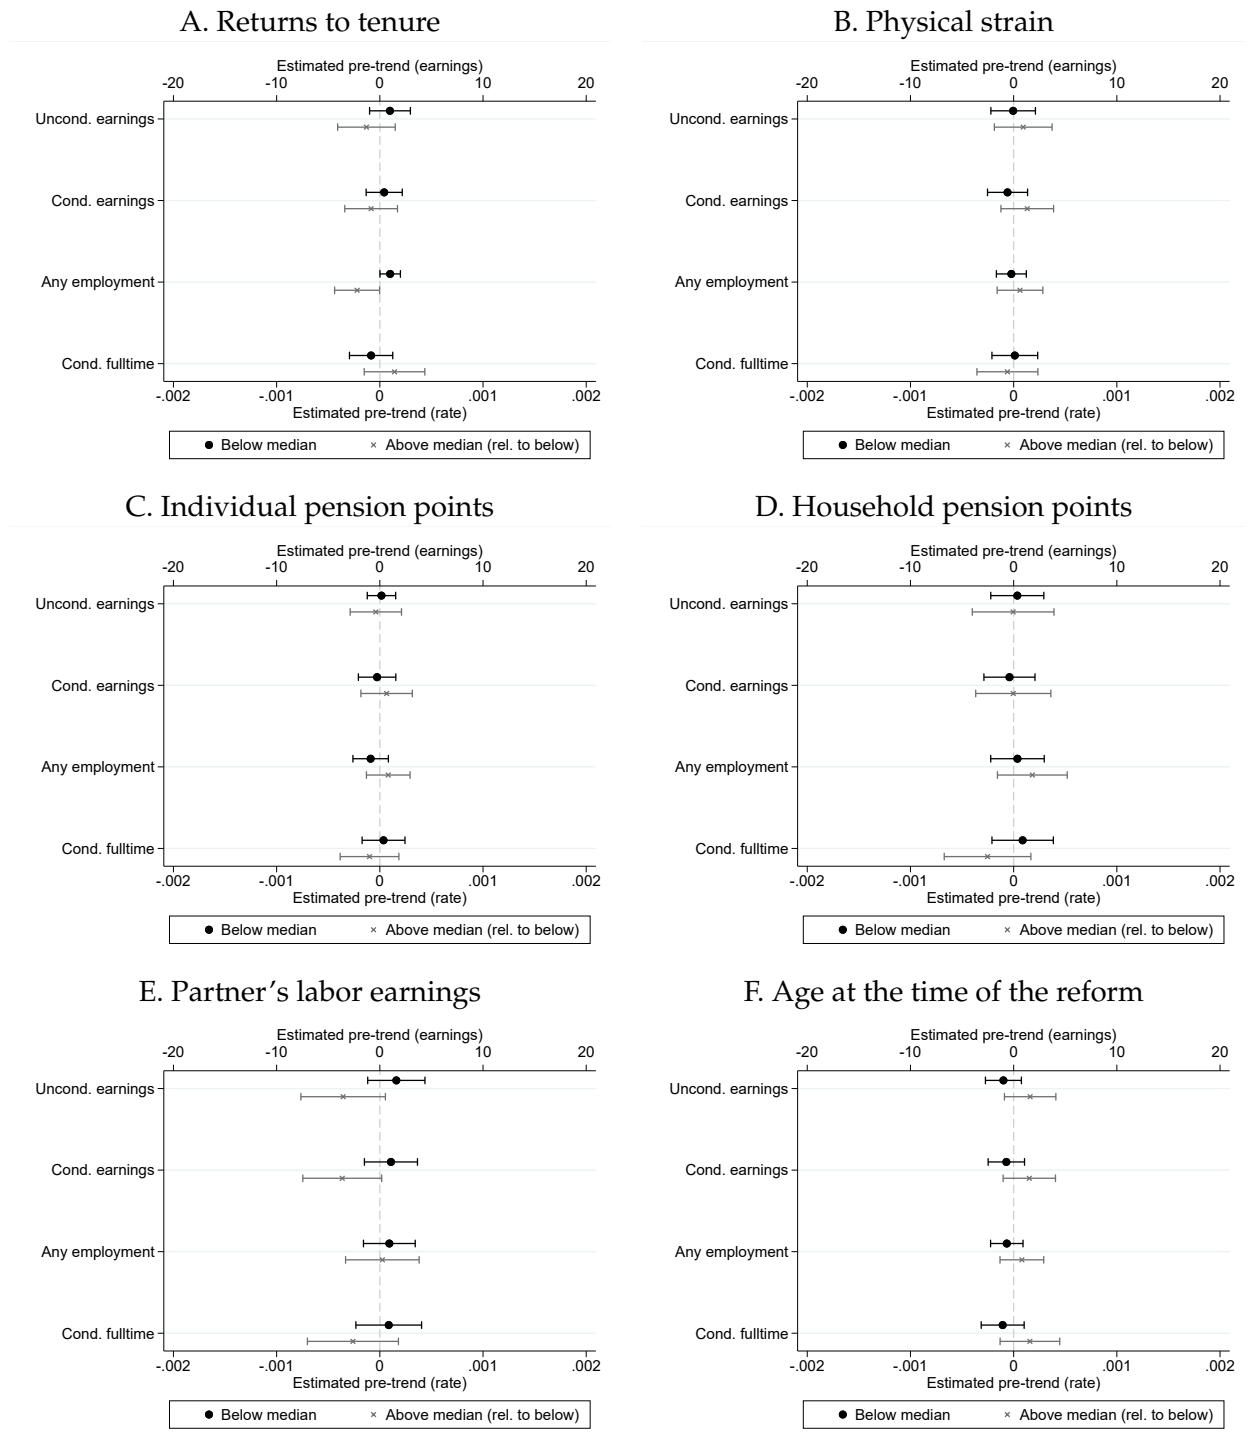 A. Returns to tenure
Estimated pre-trend (earnings)
-20 -10 0 10 20
Uncond. earnings
Cond. earnings
Any employment
Cond. fulltime
-.002 -.001 0 .001 .002
Estimated pre-trend (rate)
Below median Above median (rel. to below)
B. Physical strain
Estimated pre-trend (earnings)
-20 -10 0 10 20
Uncond. earnings
Cond. earnings
Any employment
Cond. fulltime
-.002 -.001 0 .001 .002
Estimated pre-trend (rate)
Below median Above median (rel. to below)
C. Individual pension points
Estimated pre-trend (earnings)
-20 -10 0 10 20
Uncond. earnings
Cond. earnings
Any employment
Cond. fulltime
-.002 -.001 0 .001 .002
Estimated pre-trend (rate)
Below median Above median (rel. to below)
D. Household pension points
Estimated pre-trend (earnings)
-20 -10 0 10 20
Uncond. earnings
Cond. earnings
Any employment
Cond. fulltime
-.002 -.001 0 .001 .002
Estimated pre-trend (rate)
Below median Above median (rel. to below)
E. Partner's labor earnings
Estimated pre-trend (earnings)
-20 -10 0 10 20
Uncond. earnings
Cond. earnings
Any employment
Cond. fulltime
-.002 -.001 0 .001 .002
Estimated pre-trend (rate)
Below median Above median (rel. to below)
F. Age at the time of the reform
Estimated pre-trend (earnings)
-20 -10 0 10 20
Uncond. earnings
Cond. earnings
Any employment
Cond. fulltime
-.002 -.001 0 .001 .002
Estimated pre-trend (rate)
Below median Above median (rel. to below)